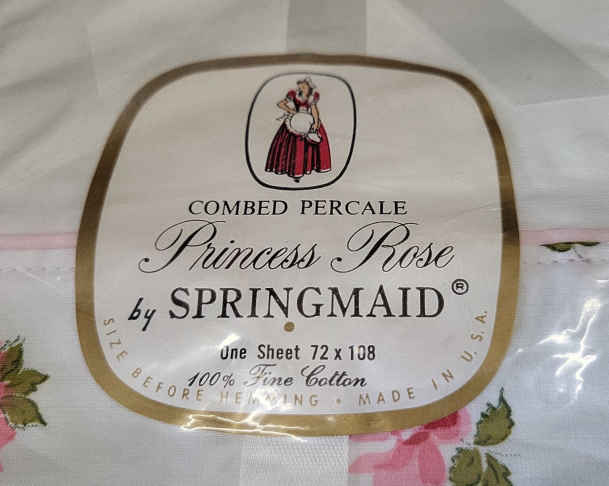 COMBED PERCALE
Princess Rose
by SPRINGMAID®
One Sheet 72 x 108
100% Fine Cotton
SIZE BEFORE HEMMING • MADE IN U.S.A.